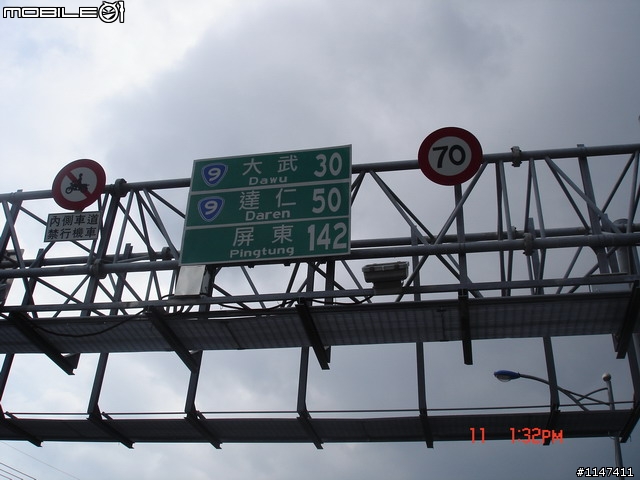 MOBILE01
9 大武 30
Dawu
9 達仁 50
Daren
屏東 142
Pingtung
70
內側車道
禁行機車
11 1:32PM
#1147411